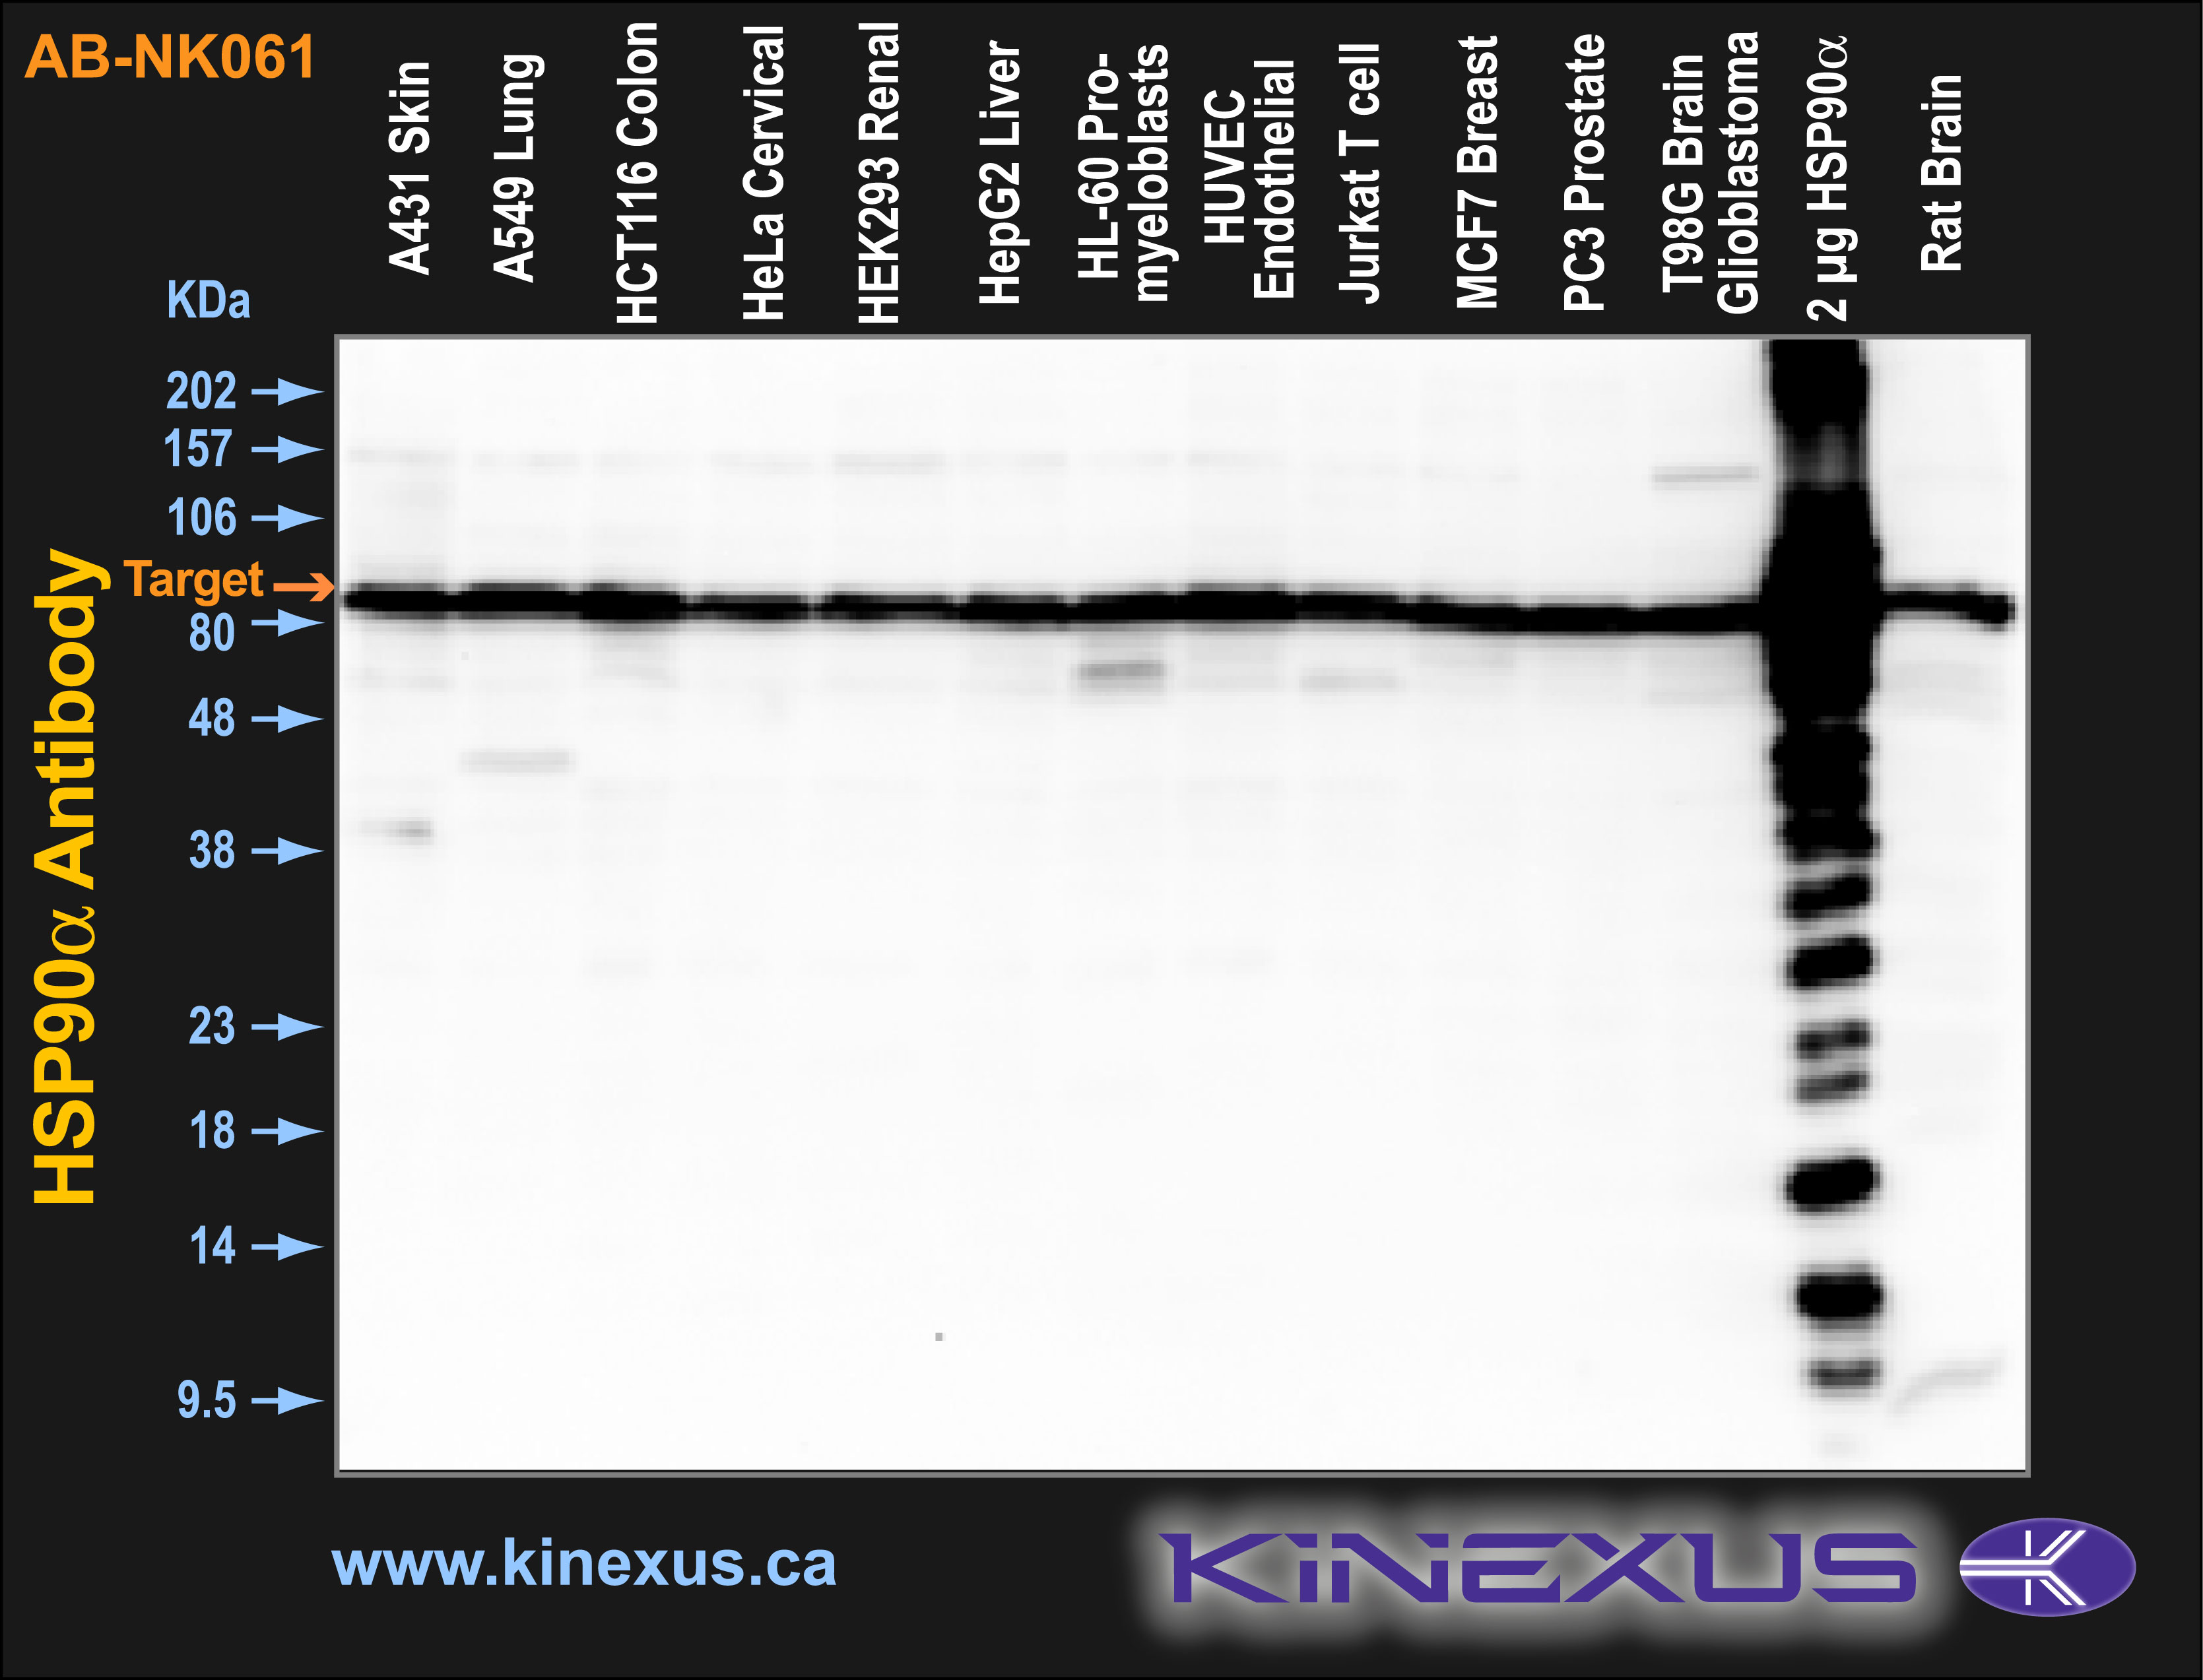 AB-NK061
A431 Skin
A549 Lung
HCT116 Colon
HeLa Cervical
HEK293 Renal
HepG2 Liver
HL-60 Pro-
myeloblasts
HUVEC
Endothelial
Jurkat T cell
MCF7 Breast
PC3 Prostate
T98G Brain
Glioblastoma
2 µg HSP90α
Rat Brain
KDa
202
157
106
Target
80
48
38
23
18
14
9.5
HSP90α Antibody
www.kinexus.ca
KiNEXUS